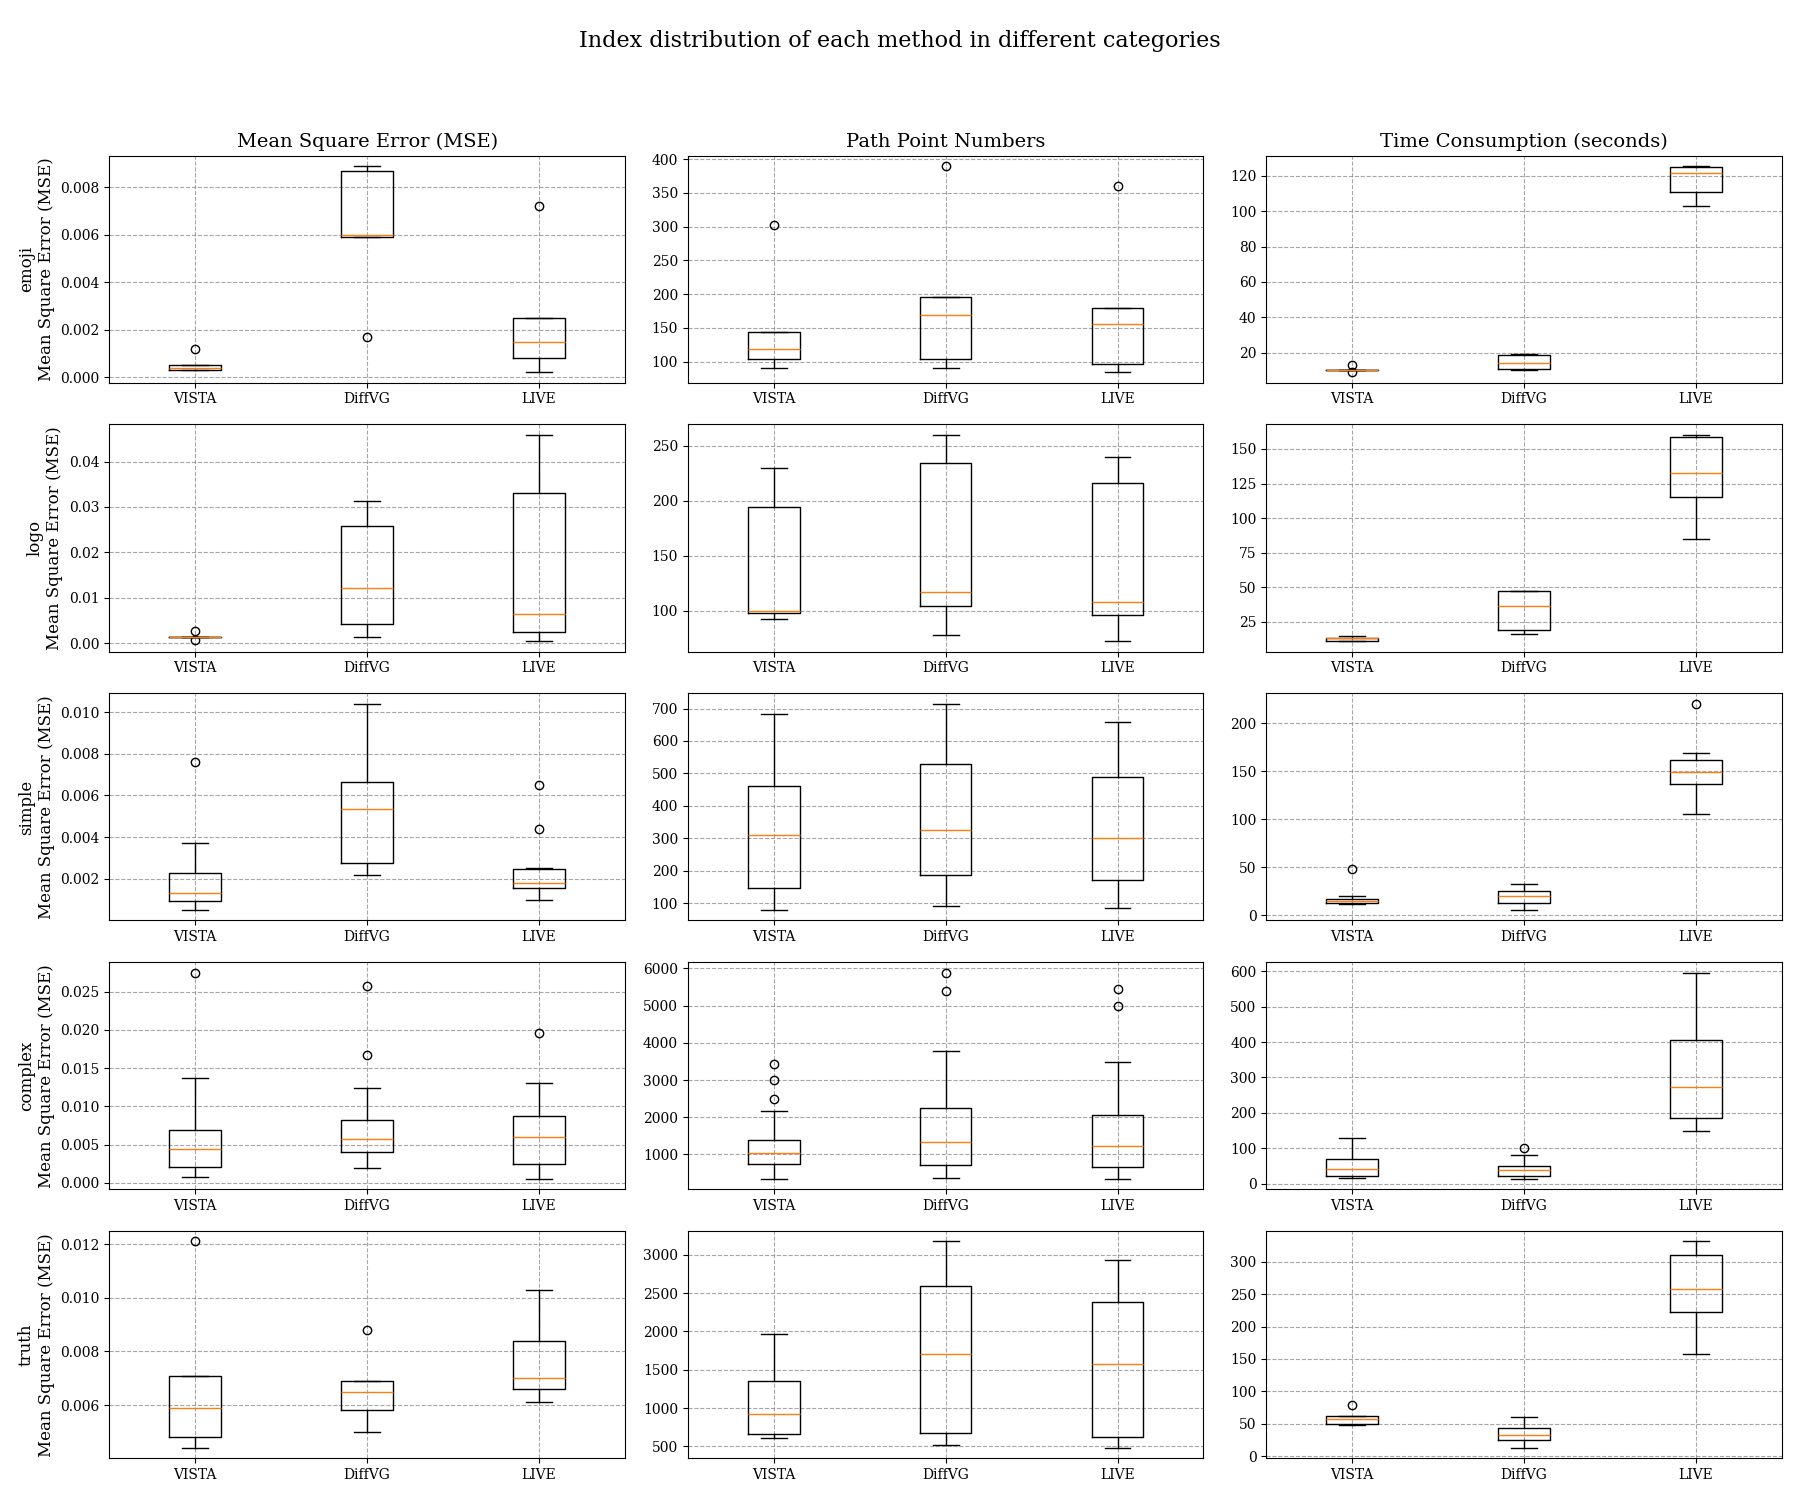 Index distribution of each method in different categories
Mean Square Error (MSE)
Path Point Numbers
Time Consumption (seconds)
emoji
Mean Square Error (MSE)
0.008
0.006
0.004
0.002
0.000
VISTA DiffVG LIVE
400
350
300
250
200
150
100
VISTA DiffVG LIVE
120
100
80
60
40
20
VISTA DiffVG LIVE
logo
Mean Square Error (MSE)
0.04
0.03
0.02
0.01
0.00
VISTA DiffVG LIVE
250
200
150
100
VISTA DiffVG LIVE
150
125
100
75
50
25
VISTA DiffVG LIVE
simple
Mean Square Error (MSE)
0.010
0.008
0.006
0.004
0.002
VISTA DiffVG LIVE
700
600
500
400
300
200
100
VISTA DiffVG LIVE
200
150
100
50
0
VISTA DiffVG LIVE
complex
Mean Square Error (MSE)
0.025
0.020
0.015
0.010
0.005
0.000
VISTA DiffVG LIVE
6000
5000
4000
3000
2000
1000
VISTA DiffVG LIVE
600
500
400
300
200
100
0
VISTA DiffVG LIVE
truth
Mean Square Error (MSE)
0.012
0.010
0.008
0.006
VISTA DiffVG LIVE
3000
2500
2000
1500
1000
500
VISTA DiffVG LIVE
300
250
200
150
100
50
0
VISTA DiffVG LIVE